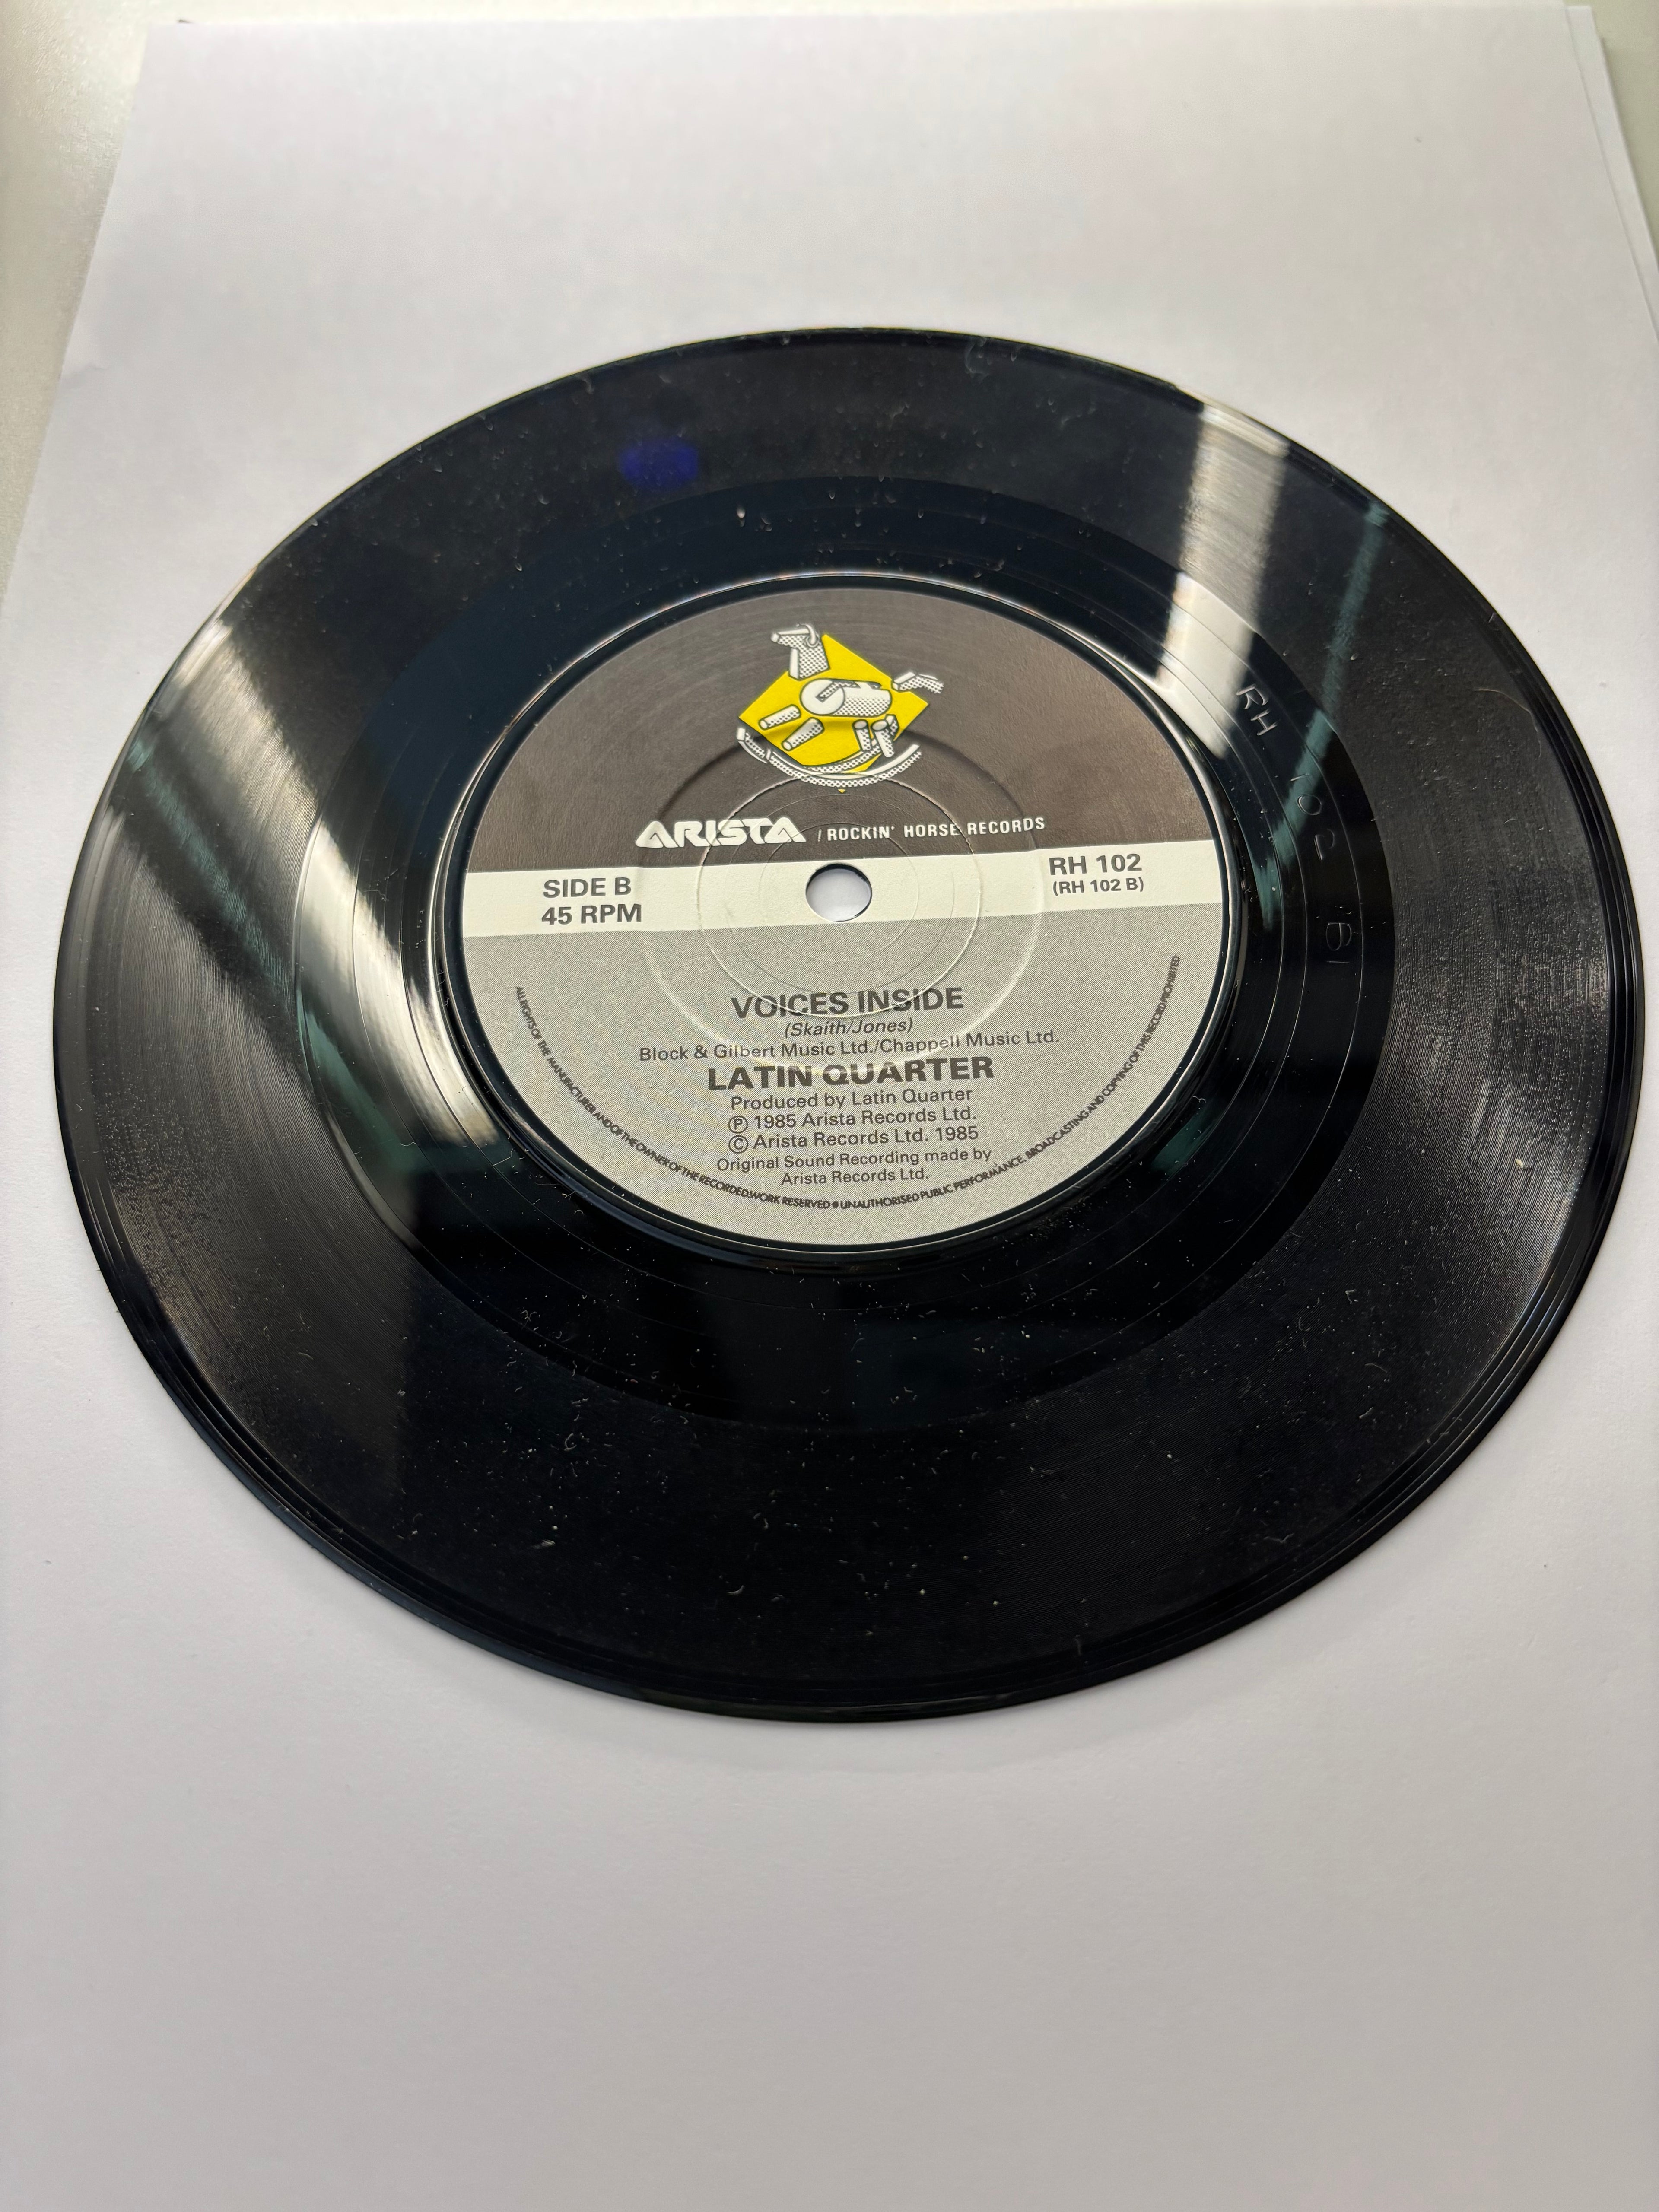 ARISTA / ROCKIN' HORSE RECORDS
SIDE B
45 RPM
RH 102
(RH 102 B)
VOICES INSIDE
(Skaith/Jones)
Block & Gilbert Music Ltd./Chappell Music Ltd.
LATIN QUARTER
Produced by Latin Quarter
Ⓟ 1985 Arista Records Ltd.
© Arista Records Ltd. 1985
Original Sound Recording made by
Arista Records Ltd.
ALL RIGHTS OF THE MANUFACTURER AND OF THE OWNER OF THE RECORDED WORK RESERVED ● UNAUTHORISED PUBLIC PERFORMANCE, BROADCASTING AND COPYING OF THIS RECORD PROHIBITED
RH 102 B1